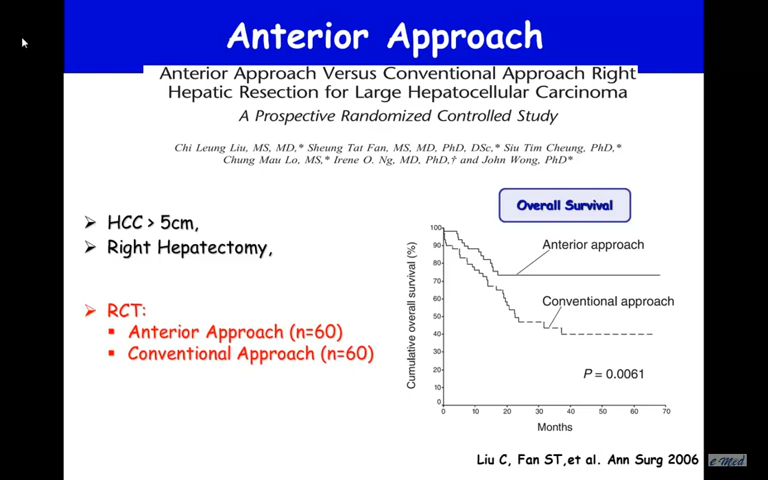 Anterior Approach
Anterior Approach Versus Conventional Approach Right
Hepatic Resection for Large Hepatocellular Carcinoma
A Prospective Randomized Controlled Study
Chi Leung Liu, MS, MD,* Sheung Tat Fan, MS, MD, PhD, DSc,* Siu Tim Cheung, PhD,*
Chung Mau Lo, MS,* Irene O. Ng, MD, PhD,† and John Wong, PhD*
➢ HCC > 5cm,
➢ Right Hepatectomy,
➢ RCT:
▪ Anterior Approach (n=60)
▪ Conventional Approach (n=60)
Overall Survival
Cumulative overall survival (%)
100
90
80
70
60
50
40
30
20
10
0
Anterior approach
Conventional approach
P = 0.0061
0 10 20 30 40 50 60 70
Months
Liu C, Fan ST,et al. Ann Surg 2006
e-Med